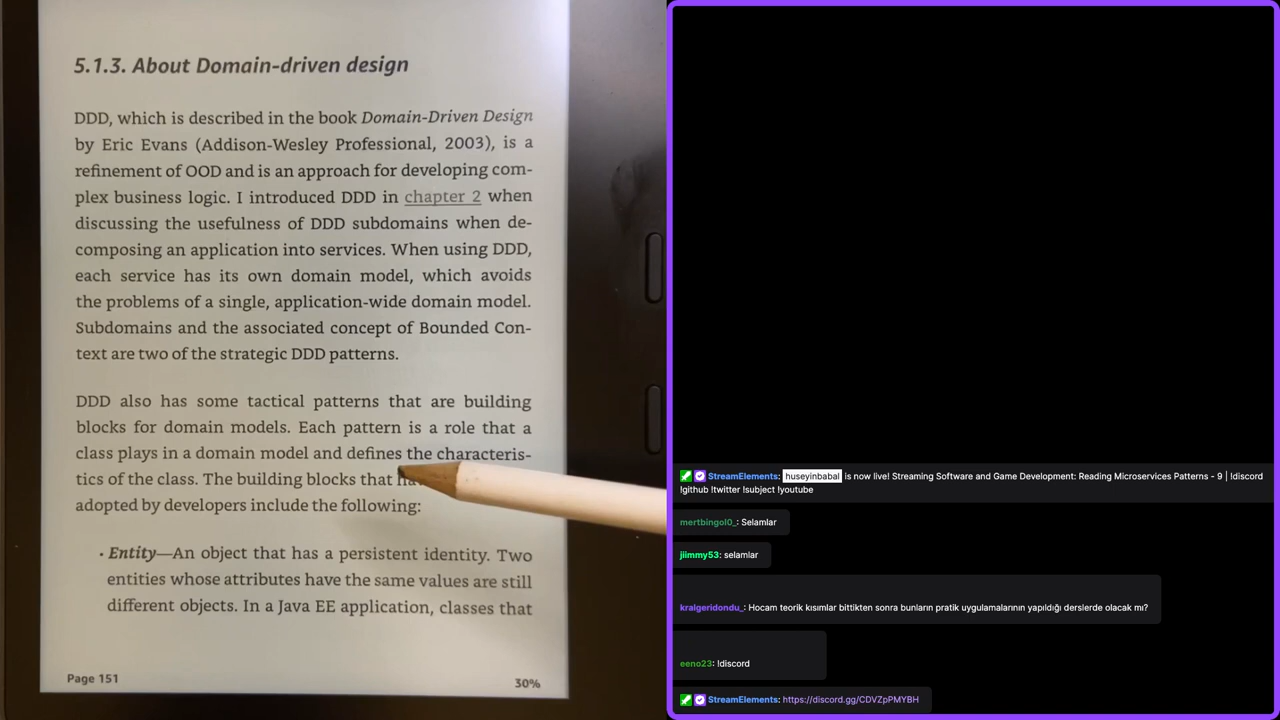 5.1.3. About Domain-driven design
DDD, which is described in the book Domain-Driven Design
by Eric Evans (Addison-Wesley Professional, 2003), is a
refinement of OOD and is an approach for developing com-
plex business logic. I introduced DDD in chapter 2 when
discussing the usefulness of DDD subdomains when de-
composing an application into services. When using DDD,
each service has its own domain model, which avoids
the problems of a single, application-wide domain model.
Subdomains and the associated concept of Bounded Con-
text are two of the strategic DDD patterns.
DDD also has some tactical patterns that are building
blocks for domain models. Each pattern is a role that a
class plays in a domain model and defines the characteris-
tics of the class. The building blocks that
adopted by developers include the following:
• Entity—An object that has a persistent identity. Two
entities whose attributes have the same values are still
different objects. In a Java EE application, classes that
Page 151
30%
StreamElements: huseyinbabal is now live! Streaming Software and Game Development: Reading Microservices Patterns - 9 | !discord
!github !twitter !subject !youtube
mertbingol0_: Selamlar
jiimmy53: selamlar
kralgeridondu_: Hocam teorik kısımlar bittikten sonra bunların pratik uygulamalarının yapıldığı derslerde olacak mı?
eeno23: !discord
StreamElements: https://discord.gg/CDVZpPMYBH